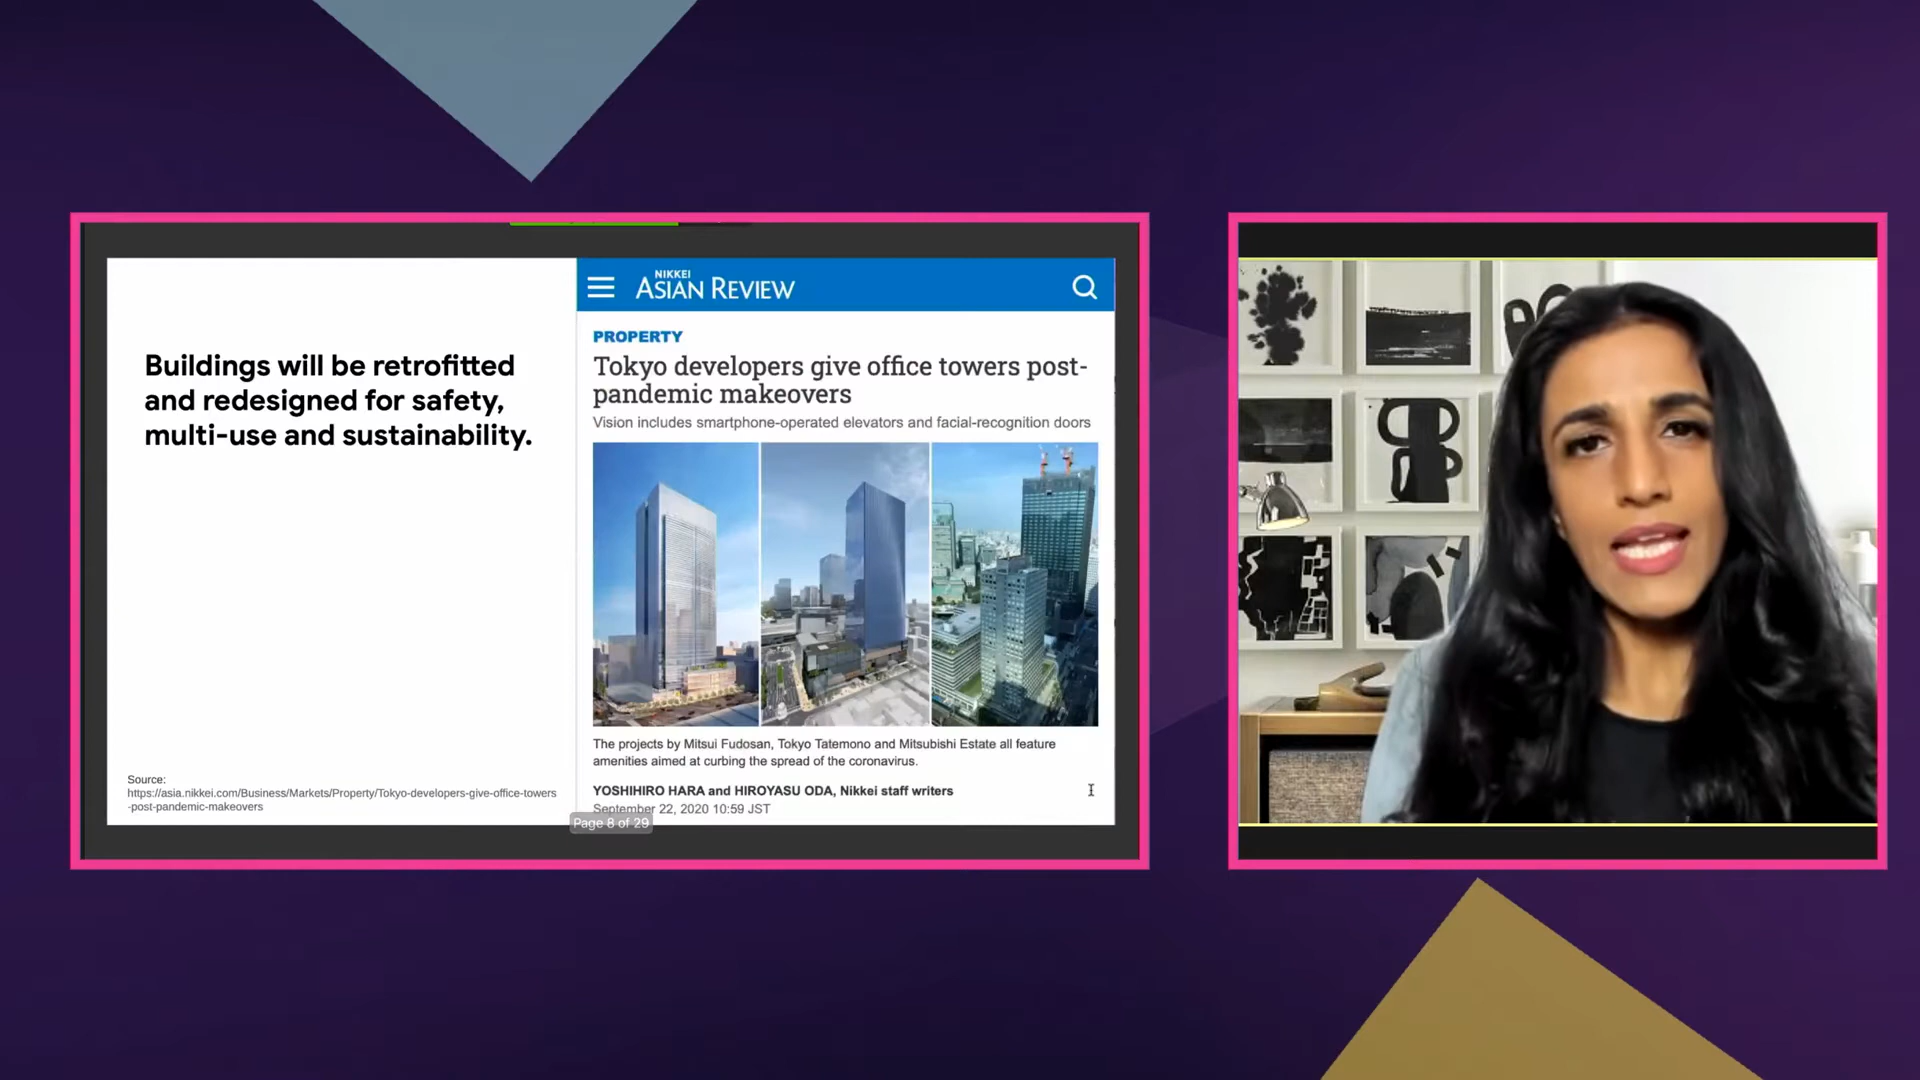 Buildings will be retrofitted
and redesigned for safety,
multi-use and sustainability.
Source:
https://asia.nikkei.com/Business/Markets/Property/Tokyo-developers-give-office-towers
-post-pandemic-makeovers
NIKKEI
ASIAN REVIEW
PROPERTY
Tokyo developers give office towers post-
pandemic makeovers
Vision includes smartphone-operated elevators and facial-recognition doors
The projects by Mitsui Fudosan, Tokyo Tatemono and Mitsubishi Estate all feature
amenities aimed at curbing the spread of the coronavirus.
YOSHIHIRO HARA and HIROYASU ODA, Nikkei staff writers
September 22, 2020 10:59 JST
Page 8 of 29